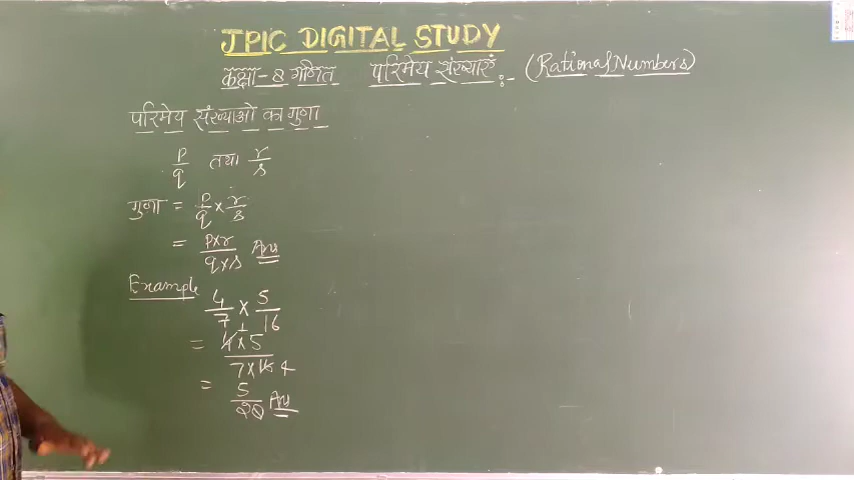 JPIC DIGITAL STUDY
कक्षा-8 गणित परिमेय संख्याएं:- (Rational Numbers)
परिमेय संख्याओ का गुणा
p/q तथा r/s
गुणा = p/q × r/s
= p×r/q×s Ans
Example
4/7 × 5/16
= 4×5/7×16 1 4
= 5/28 Ans